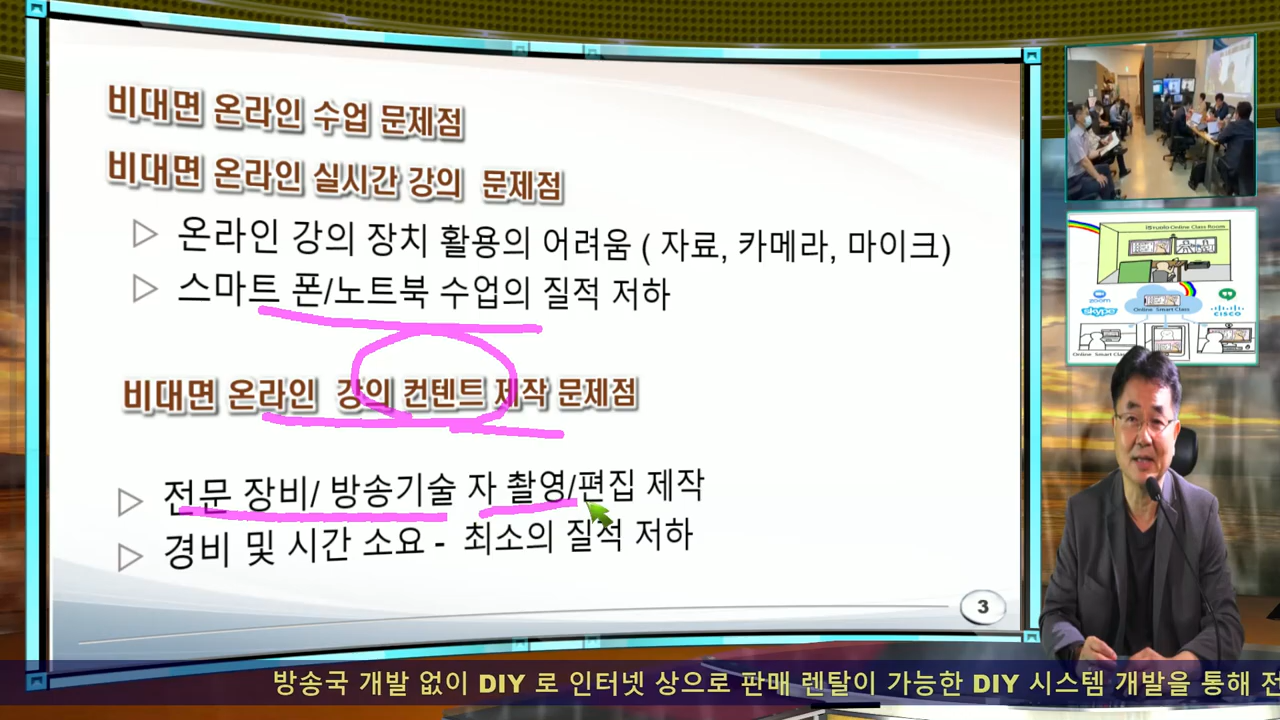 비대면 온라인 수업 문제점
비대면 온라인 실시간 강의 문제점
온라인 강의 장치 활용의 어려움 ( 자료, 카메라, 마이크)
스마트 폰/노트북 수업의 질적 저하
비대면 온라인 강의 컨텐트 제작 문제점
전문 장비/ 방송기술 자 촬영/편집 제작
경비 및 시간 소요 - 최소의 질적 저하
3
Online Class Room
zoom
skype
CISCO
Online Smart Class
Online Smart Cla
방송국 개발 없이 DIY 로 인터넷 상으로 판매 렌탈이 가능한 DIY 시스템 개발을 통해 전